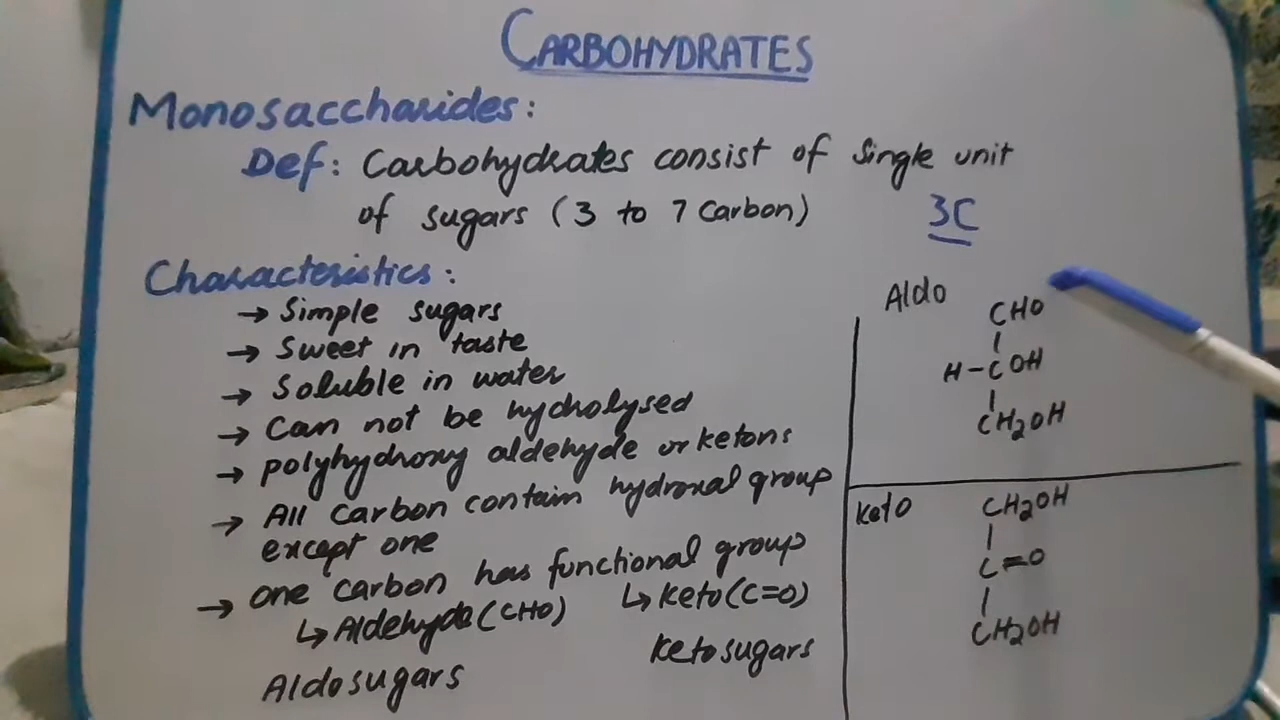 CARBOHYDRATES
Monosaccharides:
Def: Carbohydrates consist of single unit
of sugars (3 to 7 Carbon)
3C
Characteristics:
→ Simple sugars
→ Sweet in taste
→ Soluble in water
→ Can not be hydrolysed
→ polyhydroxy aldehyde or ketons
→ All Carbon contain hydroxal group
except one
→ one carbon has functional group
↳ Aldehyde (CHO) ↳ Keto (C=O)
Aldosugars Ketosugars
Aldo
CHO
H-C OH
CH2OH
Keto
CH2OH
C=O
CH2OH